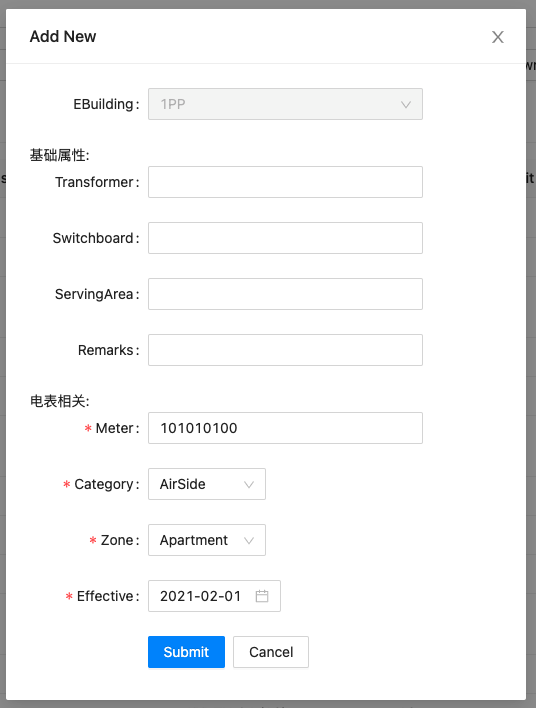 Add New
EBuilding: 1PP
基础属性:
Transformer:
Switchboard:
ServingArea:
Remarks:
电表相关:
* Meter: 101010100
* Category: AirSide
* Zone: Apartment
* Effective: 2021-02-01
Submit Cancel